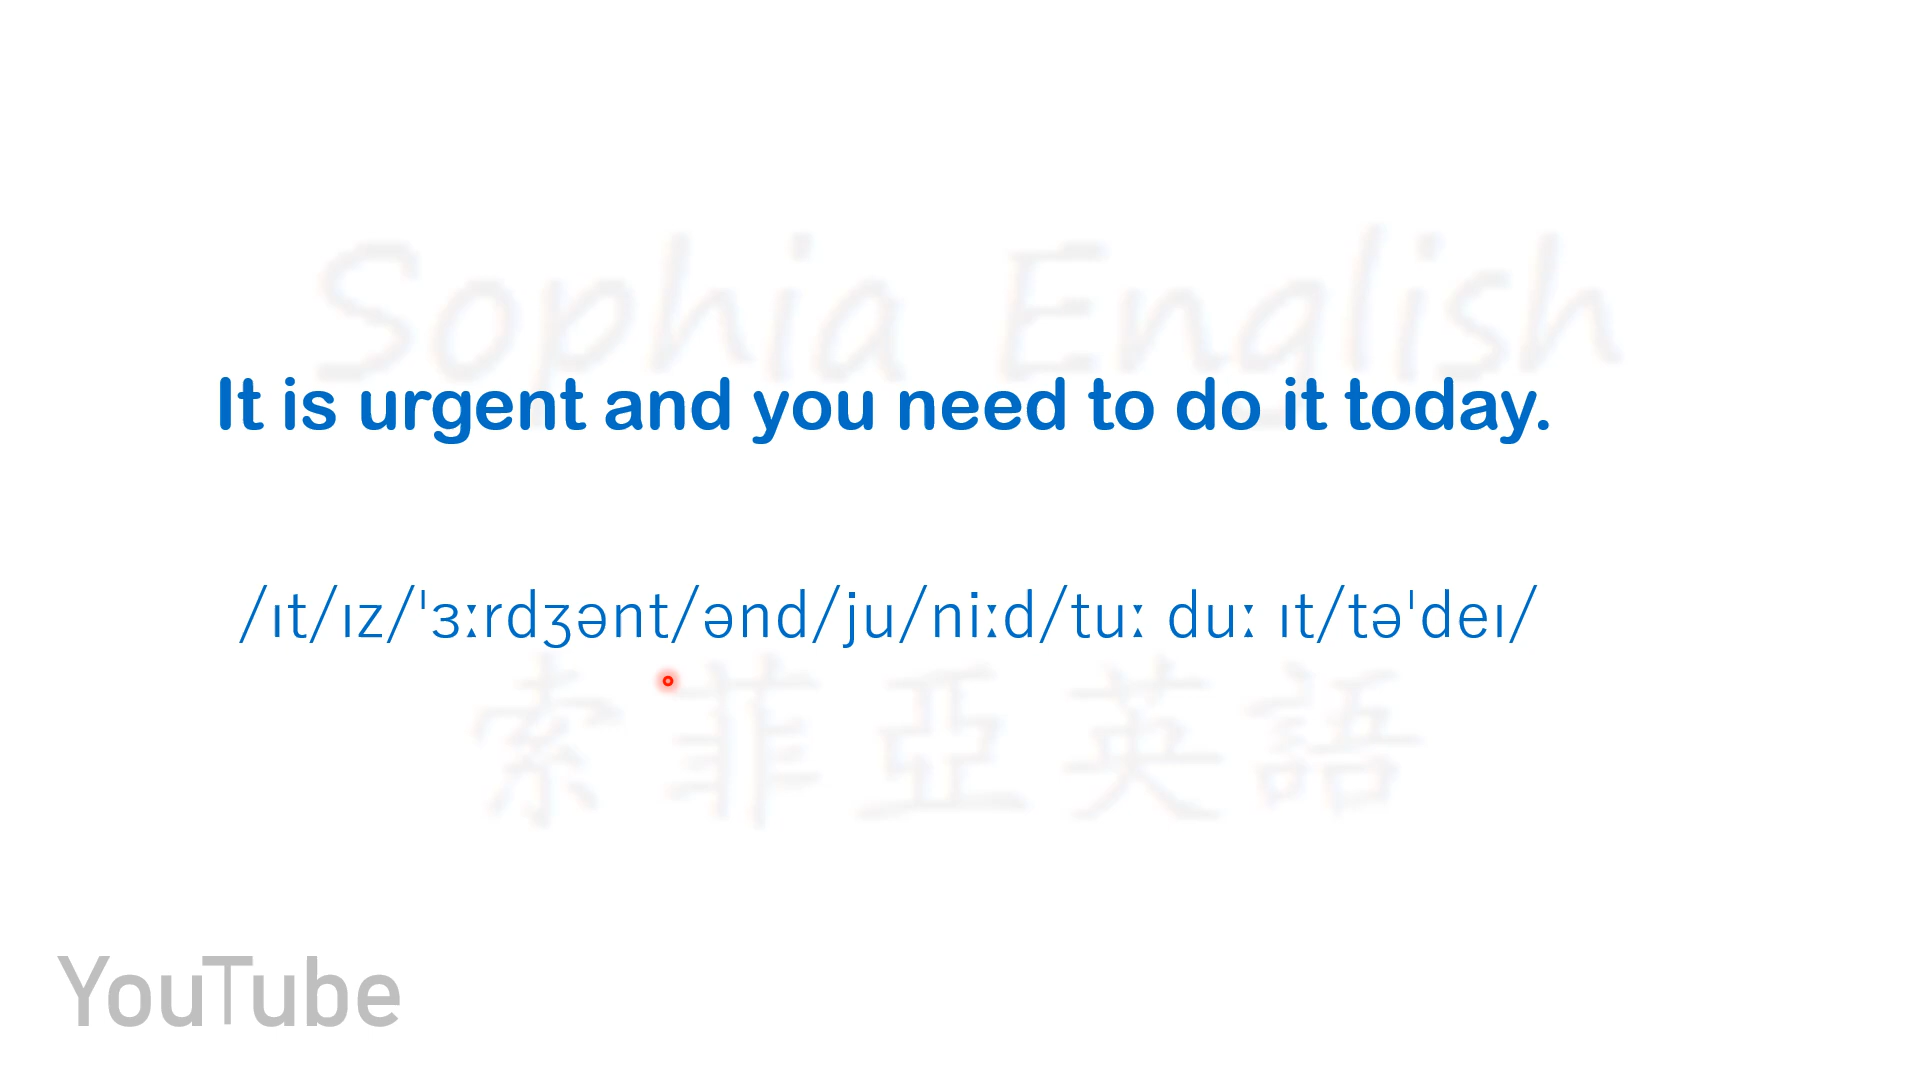 Sophia English
It is urgent and you need to do it today.
/ɪt/ɪz/ˈɜːrdʒənt/ənd/ju/niːd/tuː duː ɪt/təˈdeɪ/
索菲亞英語
YouTube